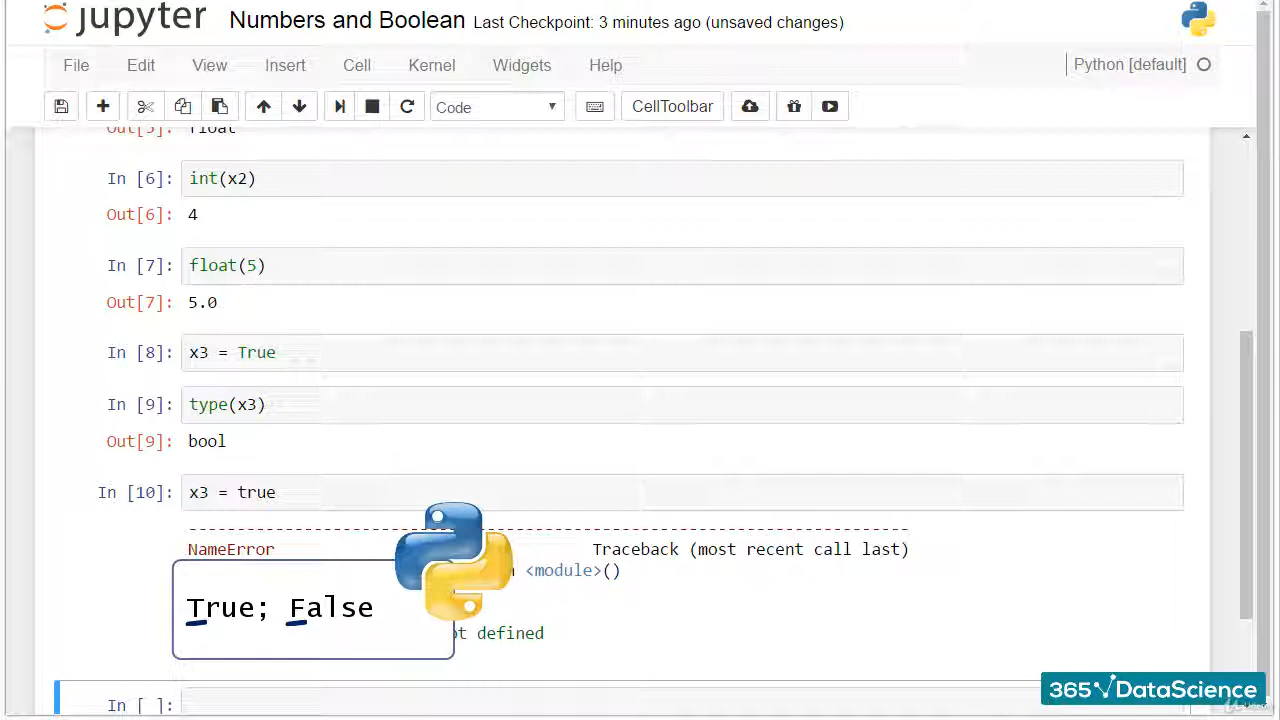 jupyter Numbers and Boolean Last Checkpoint: 3 minutes ago (unsaved changes)
File Edit View Insert Cell Kernel Widgets Help Python [default]
Code CellToolbar
Out[5]: float
In [6]: int(x2)
Out[6]: 4
In [7]: float(5)
Out[7]: 5.0
In [8]: x3 = True
In [9]: type(x3)
Out[9]: bool
In [10]: x3 = true
---------------------------------------------------------------------------
NameError Traceback (most recent call last)
<module>()
True; False
defined
In [ ]:
365 DataScience